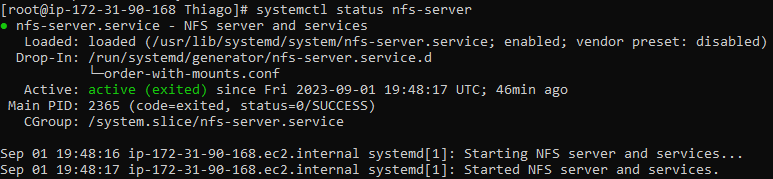 [root@ip-172-31-90-168 Thiago]# systemctl status nfs-server
● nfs-server.service - NFS server and services
   Loaded: loaded (/usr/lib/systemd/system/nfs-server.service; enabled; vendor preset: disabled)
  Drop-In: /run/systemd/generator/nfs-server.service.d
           └─order-with-mounts.conf
   Active: active (exited) since Fri 2023-09-01 19:48:17 UTC; 46min ago
 Main PID: 2365 (code=exited, status=0/SUCCESS)
   CGroup: /system.slice/nfs-server.service

Sep 01 19:48:16 ip-172-31-90-168.ec2.internal systemd[1]: Starting NFS server and services...
Sep 01 19:48:17 ip-172-31-90-168.ec2.internal systemd[1]: Started NFS server and services.